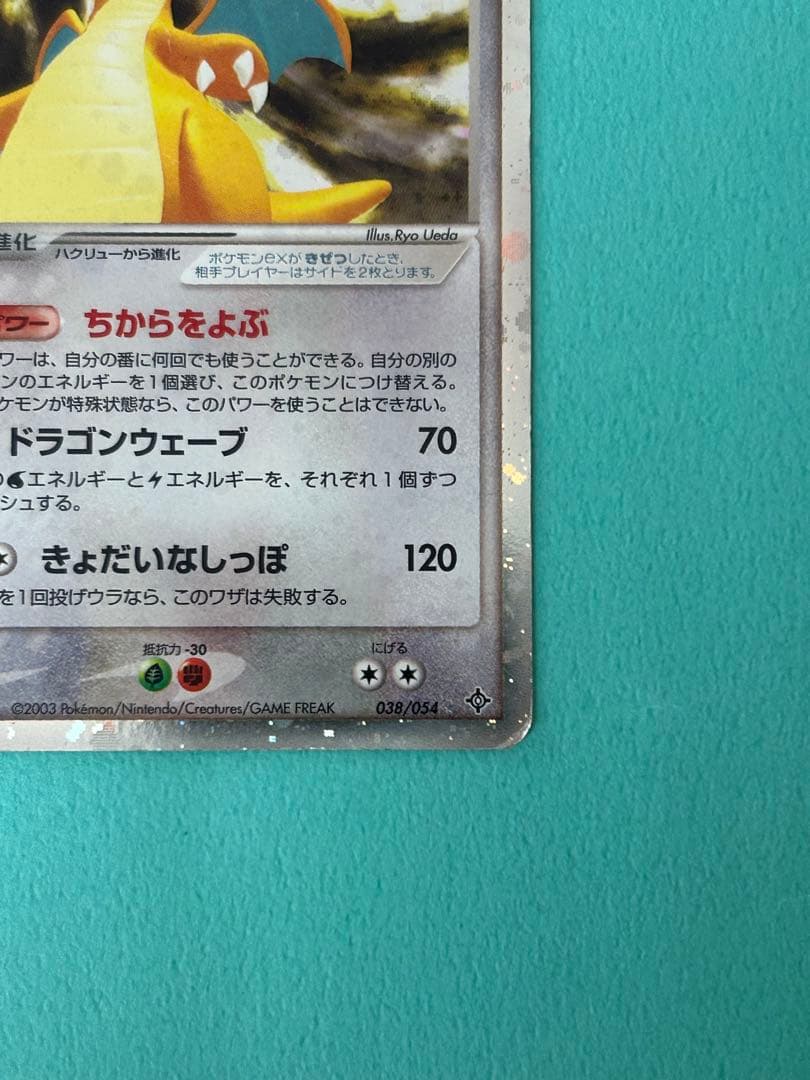 進化
ハクリューから進化
Illus.Ryo Ueda
ポケモンexが きぜつしたとき、
相手プレイヤーはサイドを2枚とります。
パワー ちからをよぶ
ワーは、自分の番に何回でも使うことができる。自分の別の
ンのエネルギーを1個選び、このポケモンにつけ替える。
ケモンが特殊状態なら、このパワーを使うことはできない。
ドラゴンウェーブ 70
の エネルギーと エネルギーを、それぞれ1個ずつ
シュする。
きょだいなしっぽ 120
を1回投げウラなら、このワザは失敗する。
抵抗力 -30
にげる
©2003 Pokémon/Nintendo/Creatures/GAME FREAK
038/054